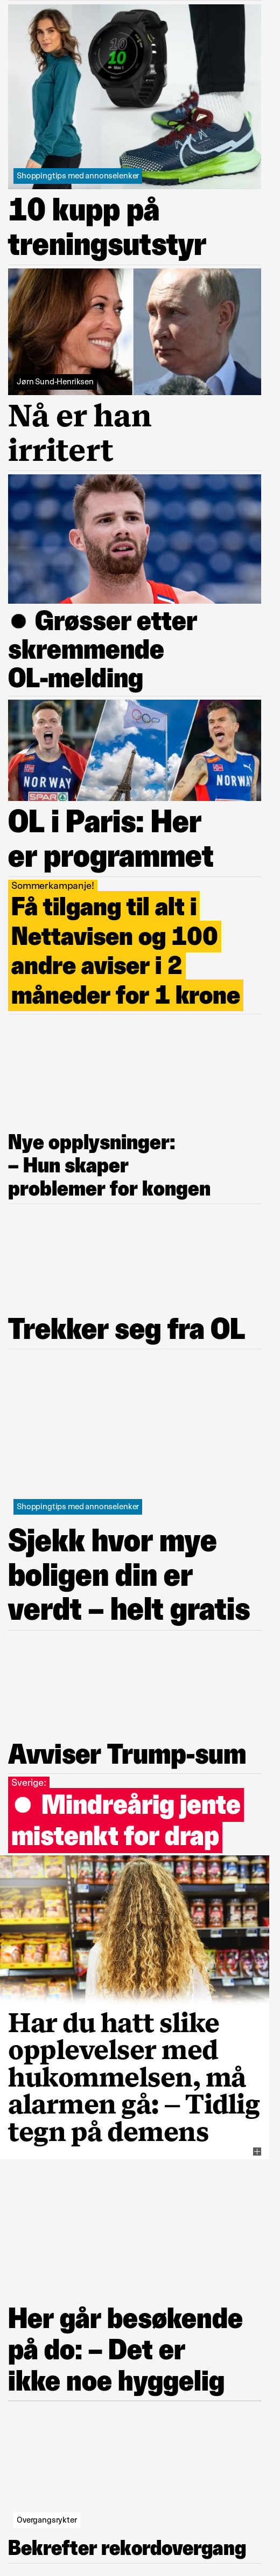 10
10
Shoppingtips med annonselenker
10 kupp på
treningsutstyr
Jørn Sund-Henriksen
Nå er han
irritert
● Grøsser etter
skremmende
OL-melding
NORWAY
SPAR
NORWAY
OL i Paris: Her
er programmet
Sommerkampanje!
Få tilgang til alt i
Nettavisen og 100
andre aviser i 2
måneder for 1 krone
Nye opplysninger:
– Hun skaper
problemer for kongen
Trekker seg fra OL
Shoppingtips med annonselenker
Sjekk hvor mye
boligen din er
verdt – helt gratis
Avviser Trump-sum
Sverige:
● Mindreårig jente
mistenkt for drap
Har du hatt slike
opplevelser med
hukommelsen, må
alarmen gå: – Tidlig
tegn på demens
Her går besøkende
på do: – Det er
ikke noe hyggelig
Overgangsrykter
Bekrefter rekordovergang